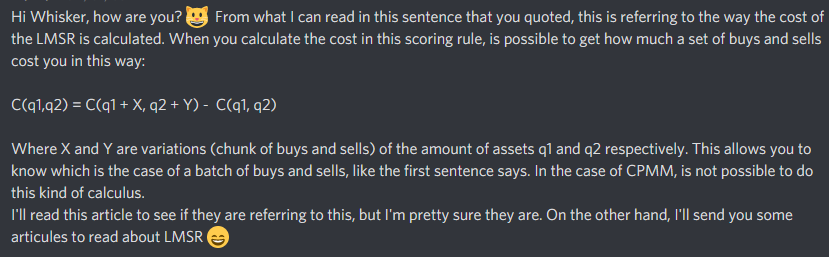 Hi Whisker, how are you? 😺 From what I can read in this sentence that you quoted, this is referring to the way the cost of
the LMSR is calculated. When you calculate the cost in this scoring rule, is possible to get how much a set of buys and sells
cost you in this way:
C(q1,q2) = C(q1 + X, q2 + Y) - C(q1, q2)
Where X and Y are variations (chunk of buys and sells) of the amount of assets q1 and q2 respectively. This allows you to
know which is the case of a batch of buys and sells, like the first sentence says. In the case of CPMM, is not possible to do
this kind of calculus.
I'll read this article to see if they are referring to this, but I'm pretty sure they are. On the other hand, I'll send you some
articules to read about LMSR 😄